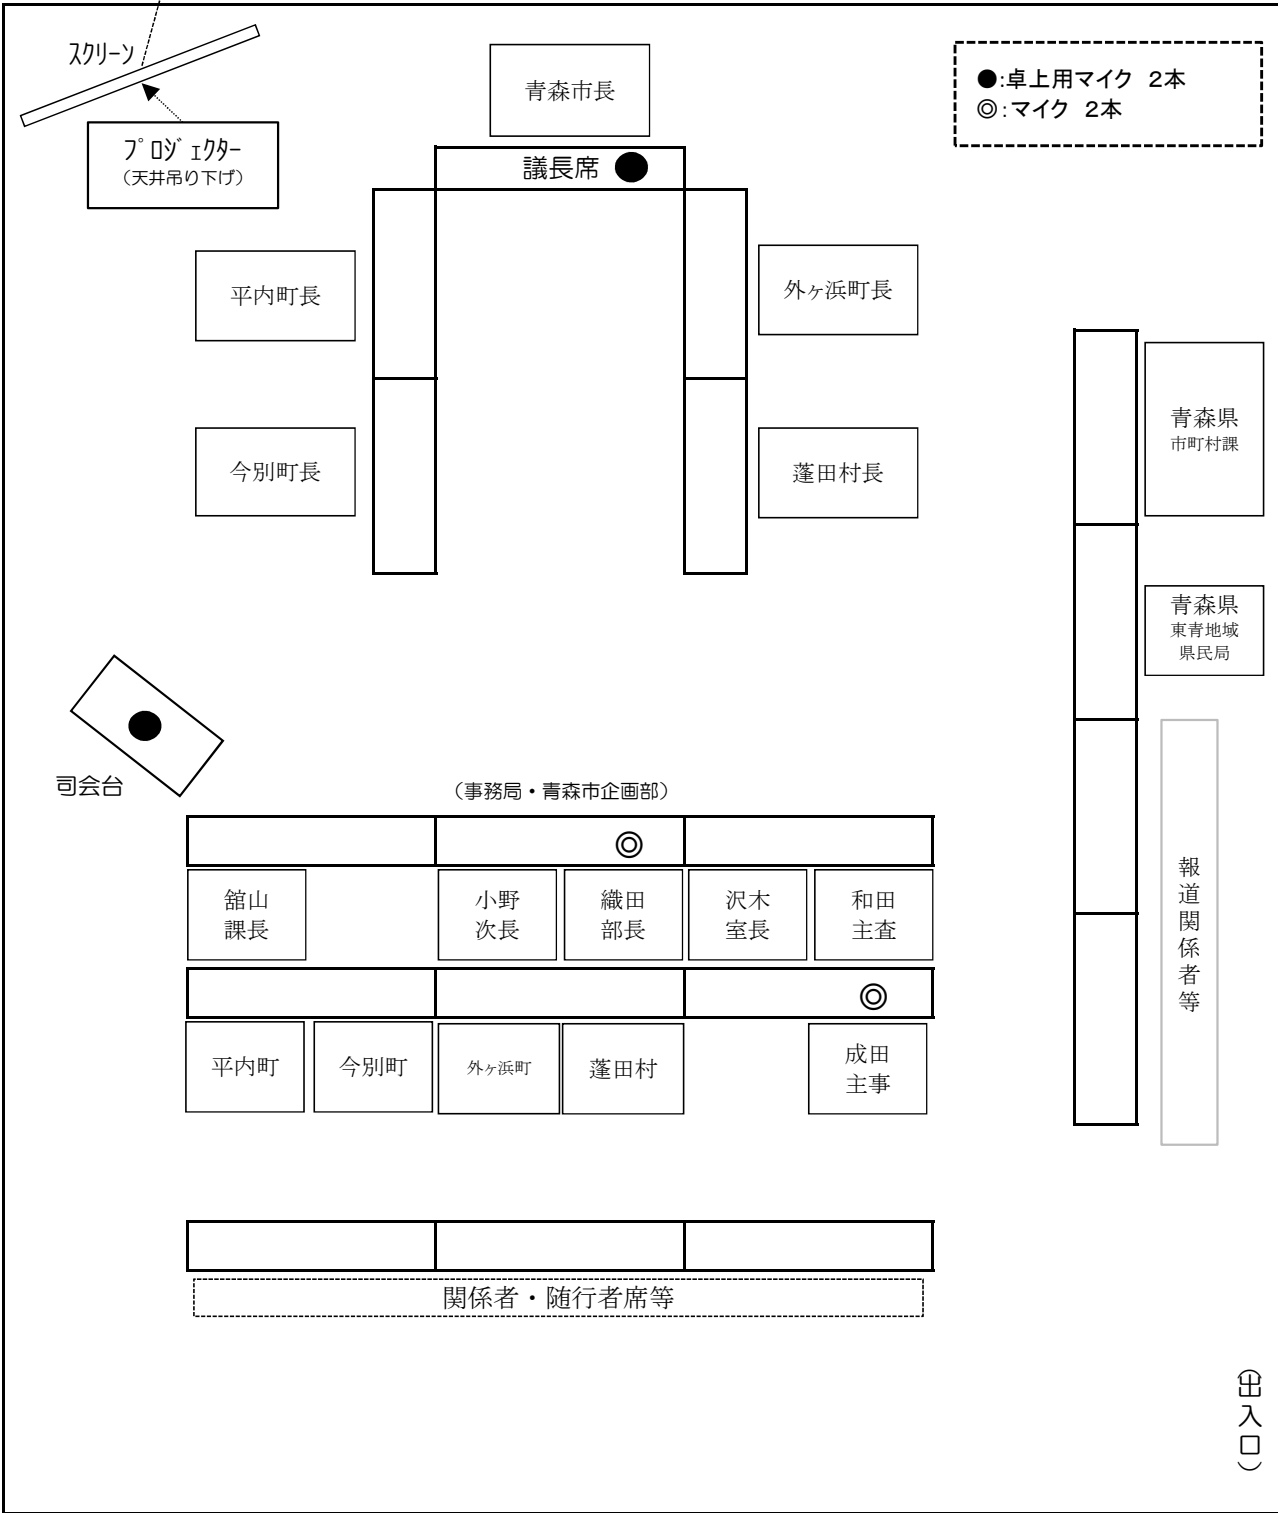 スクリーン
プロジェクター
（天井吊り下げ）
青森市長
●:卓上用マイク 2本
◎:マイク 2本
議長席 ●
平内町長
外ヶ浜町長
今別町長
蓬田村長
青森県
市町村課
青森県
東青地域
県民局
司会台
（事務局・青森市企画部）
◎
舘山
課長
小野
次長
織田
部長
沢木
室長
和田
主査
◎
平内町
今別町
外ヶ浜町
蓬田村
成田
主事
報道関係者等
関係者・随行者席等
（出入口）